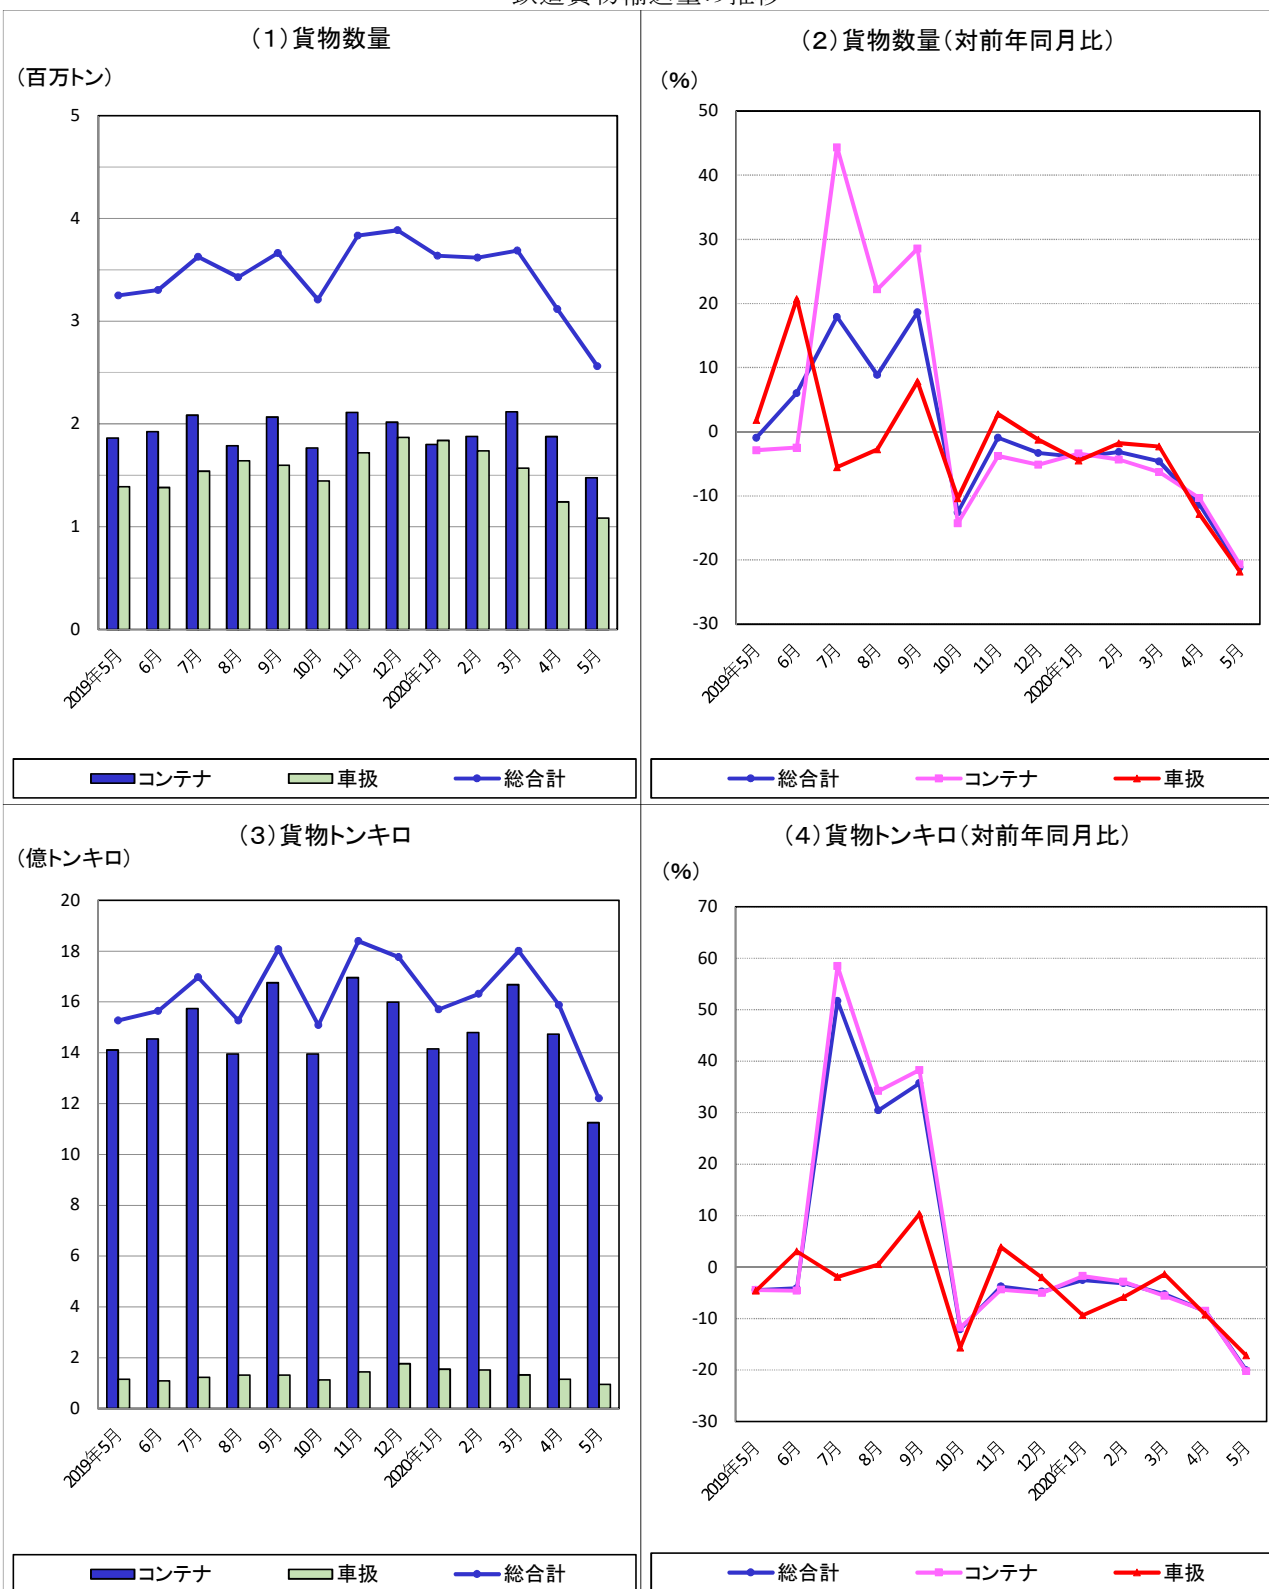 鉄道貨物輸送量の推移
（１）貨物数量
（百万トン）
5
4
3
2
1
0
2019年5月 6月 7月 8月 9月 10月 11月 12月 2020年1月 2月 3月 4月 5月
コンテナ 車扱 総合計
（２）貨物数量（対前年同月比）
（%）
50
40
30
20
10
0
-10
-20
-30
2019年5月 6月 7月 8月 9月 10月 11月 12月 2020年1月 2月 3月 4月 5月
総合計 コンテナ 車扱
（３）貨物トンキロ
（億トンキロ）
20
18
16
14
12
10
8
6
4
2
0
2019年5月 6月 7月 8月 9月 10月 11月 12月 2020年1月 2月 3月 4月 5月
コンテナ 車扱 総合計
（４）貨物トンキロ（対前年同月比）
（%）
70
60
50
40
30
20
10
0
-10
-20
-30
2019年5月 6月 7月 8月 9月 10月 11月 12月 2020年1月 2月 3月 4月 5月
総合計 コンテナ 車扱